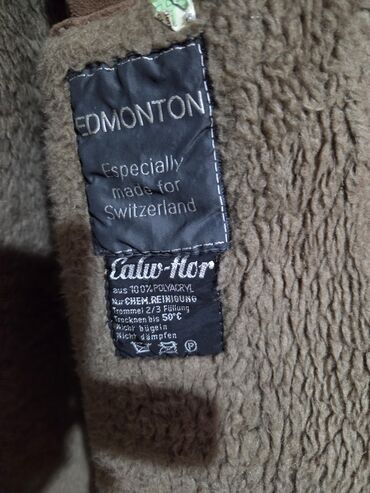 EDMONTON
Especially
made for
Switzerland
Calw-flor
aus 100% POLYACRYL
Nur CHEM.REINIGUNG
Trommel 2/3 Füllung
Trocknen bis 50°C
Nicht bügeln
Nicht dämpfen
P